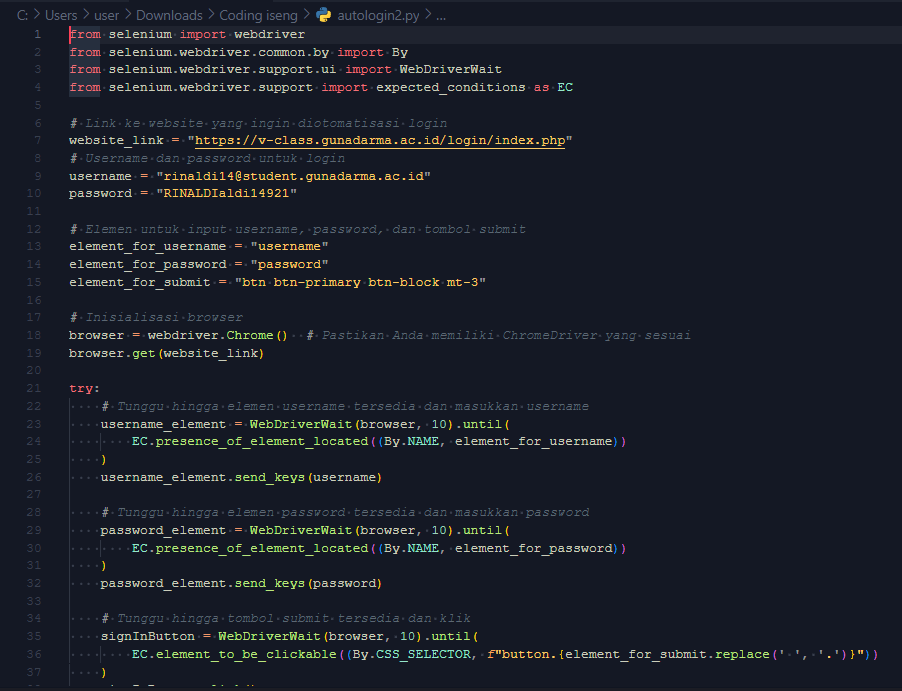 C: > Users > user > Downloads > Coding iseng > autologin2.py > ...
1 from selenium import webdriver
2 from selenium.webdriver.common.by import By
3 from selenium.webdriver.support.ui import WebDriverWait
4 from selenium.webdriver.support import expected_conditions as EC
5
6 # Link ke website yang ingin diotomatisasi login
7 website_link = "https://v-class.gunadarma.ac.id/login/index.php"
8 # Username dan password untuk login
9 username = "rinaldi14@student.gunadarma.ac.id"
10 password = "RINALDIaldi14921"
11
12 # Elemen untuk input username, password, dan tombol submit
13 element_for_username = "username"
14 element_for_password = "password"
15 element_for_submit = "btn btn-primary btn-block mt-3"
16
17 # Inisialisasi browser
18 browser = webdriver.Chrome()  # Pastikan Anda memiliki ChromeDriver yang sesuai
19 browser.get(website_link)
20
21 try:
22     # Tunggu hingga elemen username tersedia dan masukkan username
23     username_element = WebDriverWait(browser, 10).until(
24         EC.presence_of_element_located((By.NAME, element_for_username))
25     )
26     username_element.send_keys(username)
27
28     # Tunggu hingga elemen password tersedia dan masukkan password
29     password_element = WebDriverWait(browser, 10).until(
30         EC.presence_of_element_located((By.NAME, element_for_password))
31     )
32     password_element.send_keys(password)
33
34     # Tunggu hingga tombol submit tersedia dan klik
35     signInButton = WebDriverWait(browser, 10).until(
36         EC.element_to_be_clickable((By.CSS_SELECTOR, f"button.{element_for_submit.replace(' ', '.')}"))
37     )